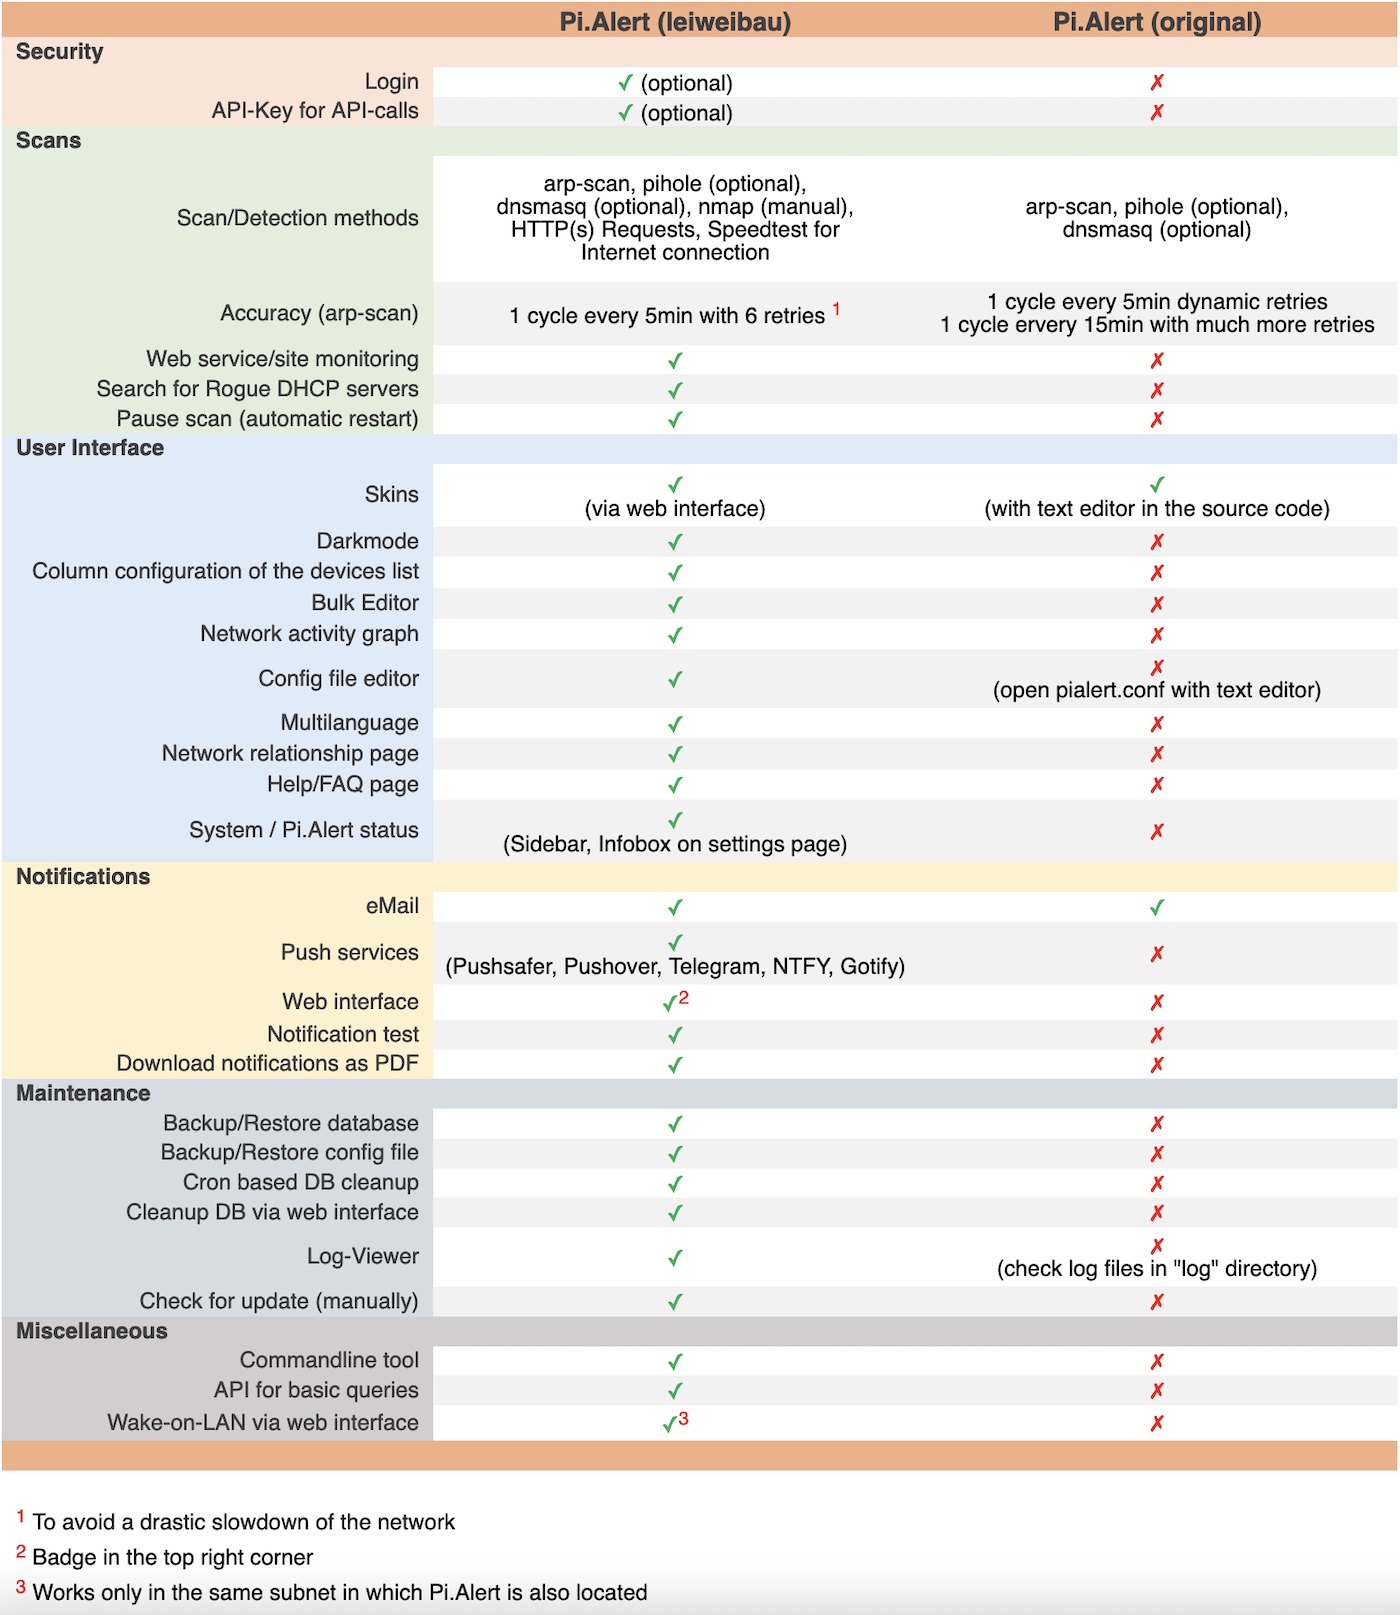 Pi.Alert (leiweibau) Pi.Alert (original)
Security
Login ✓ (optional) ✗
API-Key for API-calls ✓ (optional) ✗
Scans
Scan/Detection methods
arp-scan, pihole (optional),
dnsmasq (optional), nmap (manual),
HTTP(s) Requests, Speedtest for
Internet connection
arp-scan, pihole (optional),
dnsmasq (optional)
Accuracy (arp-scan)
1 cycle every 5min with 6 retries 1
1 cycle every 5min dynamic retries
1 cycle ervery 15min with much more retries
Web service/site monitoring ✓ ✗
Search for Rogue DHCP servers ✓ ✗
Pause scan (automatic restart) ✓ ✗
User Interface
Skins
✓
(via web interface)
✓
(with text editor in the source code)
Darkmode ✓ ✗
Column configuration of the devices list ✓ ✗
Bulk Editor ✓ ✗
Network activity graph ✓ ✗
Config file editor ✓
✗
(open pialert.conf with text editor)
Multilanguage ✓ ✗
Network relationship page ✓ ✗
Help/FAQ page ✓ ✗
System / Pi.Alert status
✓
(Sidebar, Infobox on settings page)
✗
Notifications
eMail ✓ ✓
Push services
✓
(Pushsafer, Pushover, Telegram, NTFY, Gotify)
✗
Web interface ✓2 ✗
Notification test ✓ ✗
Download notifications as PDF ✓ ✗
Maintenance
Backup/Restore database ✓ ✗
Backup/Restore config file ✓ ✗
Cron based DB cleanup ✓ ✗
Cleanup DB via web interface ✓ ✗
Log-Viewer ✓
✗
(check log files in "log" directory)
Check for update (manually) ✓ ✗
Miscellaneous
Commandline tool ✓ ✗
API for basic queries ✓ ✗
Wake-on-LAN via web interface ✓3 ✗
1 To avoid a drastic slowdown of the network
2 Badge in the top right corner
3 Works only in the same subnet in which Pi.Alert is also located